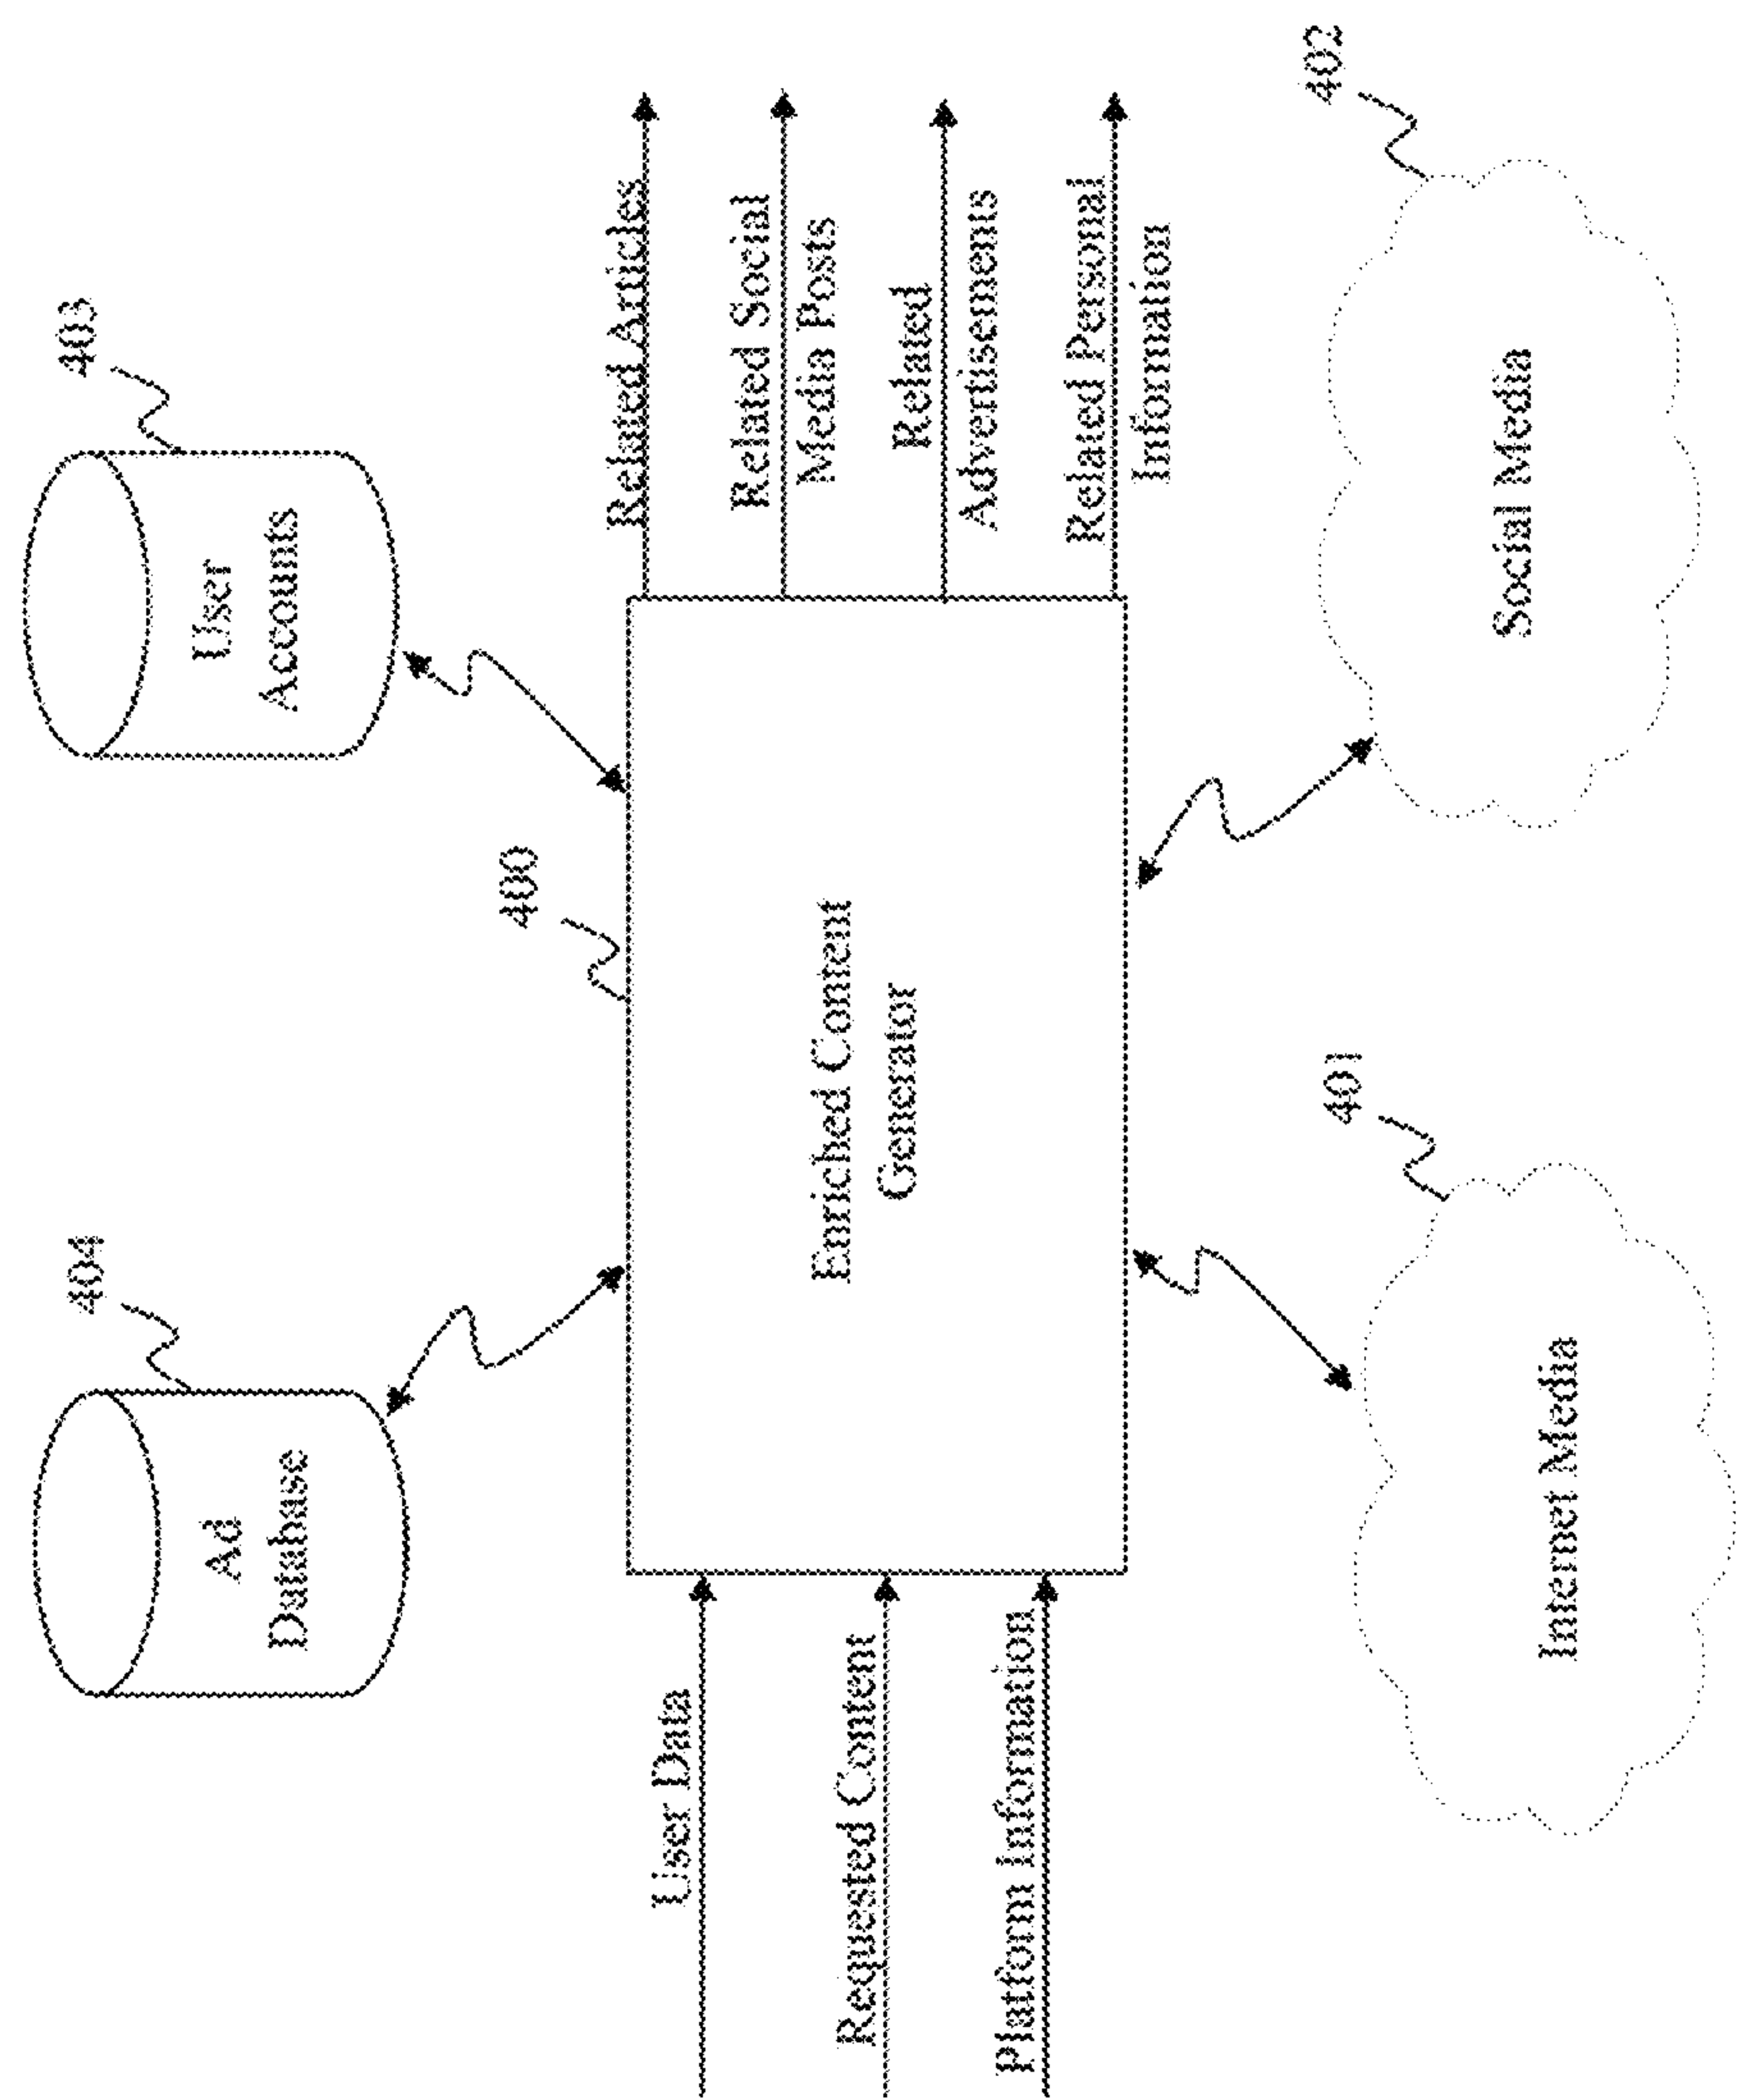 404
403
Ad
Database
User
Accounts
400
User Data
Requested Content
Platform Information
Enriched Content
Generator
Related Articles
Related Social
Media Posts
Related
Advertisements
Related Personal
Information
401
402
Internet Media
Social Media